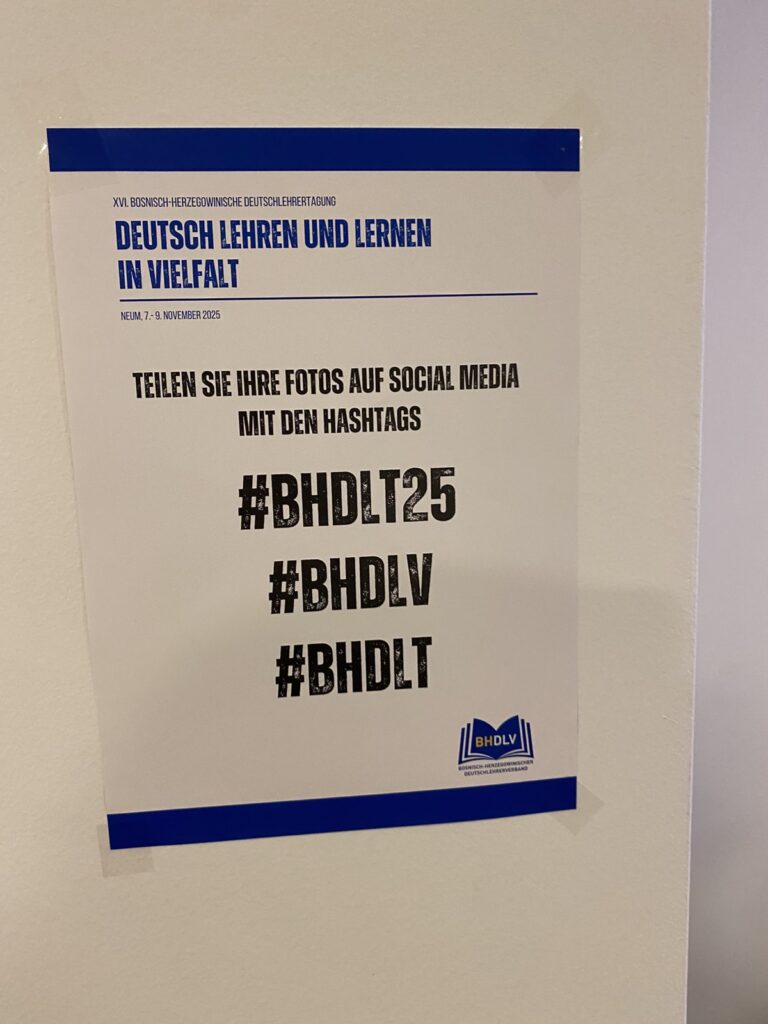 XVI. BOSNISCH-HERZEGOWINISCHE DEUTSCHLEHRERTAGUNG
DEUTSCH LEHREN UND LERNEN
IN VIELFALT
NEUM, 7.- 9. NOVEMBER 2025
TEILEN SIE IHRE FOTOS AUF SOCIAL MEDIA
MIT DEN HASHTAGS
#BHDLT25
#BHDLV
#BHDLT
BHDLV
BOSNISCH-HERZEGOWINISCHER
DEUTSCHLEHRERVERBAND